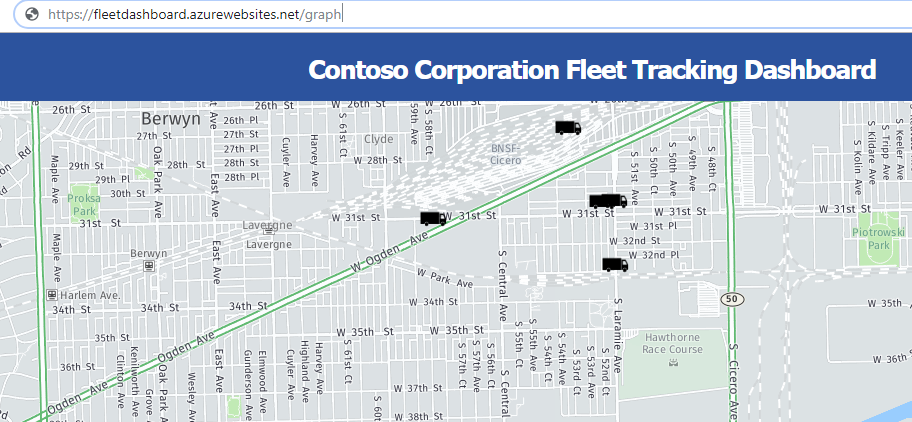 https://fleetdashboard.azurewebsites.net/graph
Contoso Corporation Fleet Tracking Dashboard
26th St
26th St
W 26th St
Berwyn
26th Pl
27th St
27th Pl
28th St
28th Pl
29th St
29th Pl
30th St
31st St
Proksa
Park
Maple Ave
Oak Park Ave
East Ave
Cuyler Ave
Harvey Ave
S 61st Ct
59th Ave
S 58th Ct
Clyde
W 28th St
BNSF-
Cicero
S 51st Ave
S 50th Ct
S 50th Ave
49th Ave
S 48th Ct
S Kolin Ave
S Kildare Ave
S Tripp Ave
S Keeler Ave
W 31st St
W 31st St
W 31st St
W 31st St
W 31st St
W 31st Pl
W 32nd St
W 32nd Pl
Piotrowski
Park
Lavergne
Lavergne
Berwyn
Maple Ave
East Ave
W Ogden Ave
W Park Ave
S Central Ave
Harlem Ave.
34th St
34th St
W 34th St
50
35th St
W 35th St
W 35th St
W 35th
S Laramie Ave
Hawthorne
Race Course
36th St
W 36th
Ogden Ave
Ogden Ave
Clinton Ave
Kenilworth Ave
Grove
Oak Park Ave
Wesley Ave
East Ave
Gunderson Ave
Elmwood Ave
Cuyler Ave
Highland Ave
Harvey Ave
S 61st Ct
S 60t
S 57th Ct
S 57th Ave
S 56th Ct
S Central
S 55th Ct
S 55th Ave
S 54th Ct
S 54th Ave
S 53rd Ct
S 53rd Ave
S 52nd Ct
S Cicero Ave
W 37th St
W 38th St